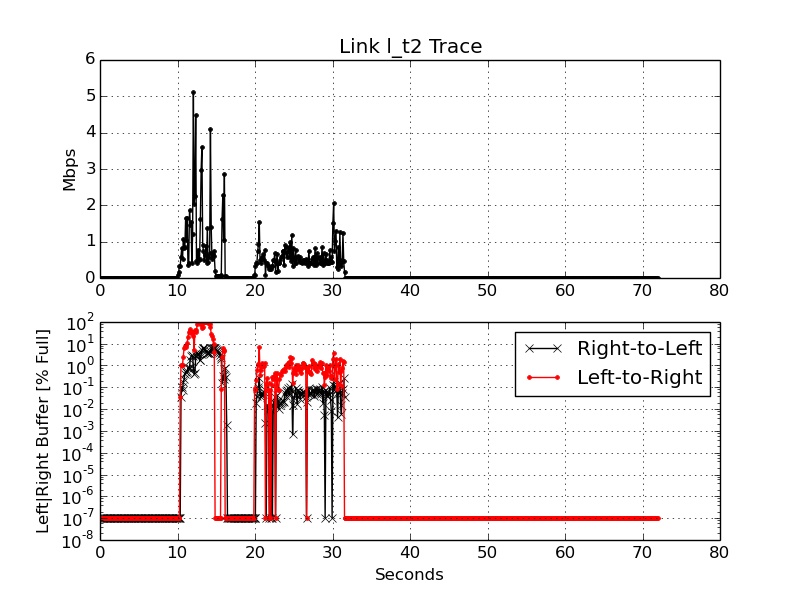 Link l_t2 Trace
6
5
4
3
2
1
0
Mbps
0 10 20 30 40 50 60 70 80
10^2
10^1
10^0
10^-1
10^-2
10^-3
10^-4
10^-5
10^-6
10^-7
10^-8
Left|Right Buffer [% Full]
Right-to-Left
Left-to-Right
0 10 20 30 40 50 60 70 80
Seconds